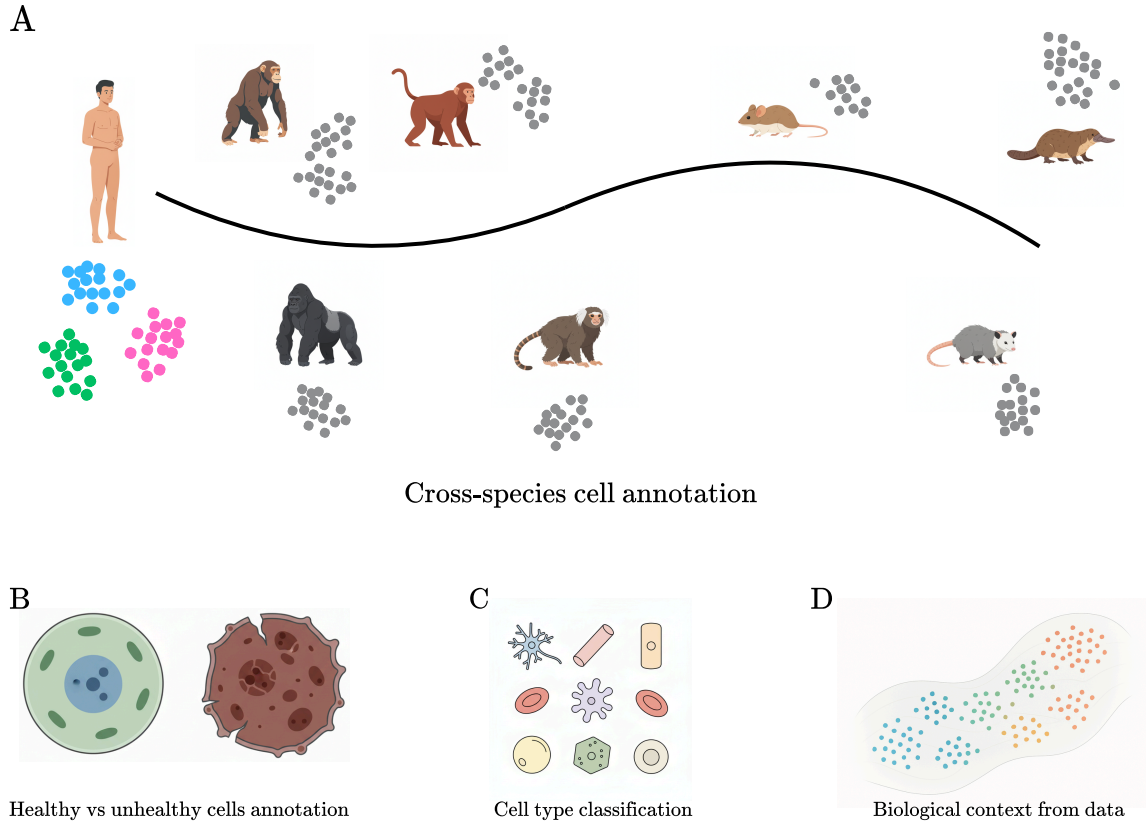 A
Cross-species cell annotation
B
C
D
Healthy vs unhealthy cells annotation
Cell type classification
Biological context from data